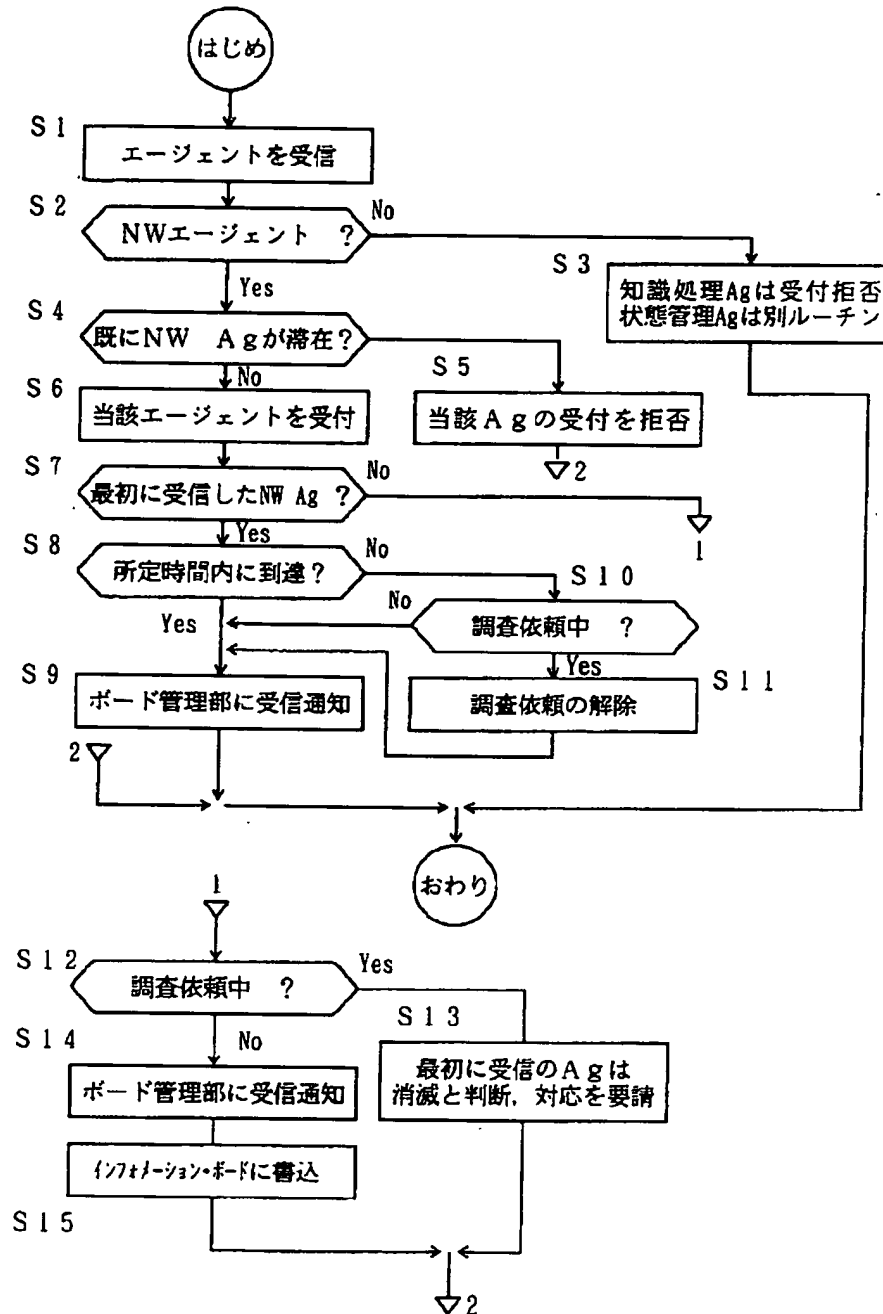 はじめ
S1
エージェントを受信
S2
NWエージェント ?
No
Yes
S3
知識処理Agは受付拒否
状態管理Agは別ルーチン
S4
既にNW Agが滞在?
No
S5
当該Agの受付を拒否
2
S6
当該エージェントを受付
S7
最初に受信したNW Ag ?
No
1
Yes
S8
所定時間内に到達?
No
Yes
S10
調査依頼中 ?
No
Yes
S9
ボード管理部に受信通知
S11
調査依頼の解除
2
おわり
1
S12
調査依頼中 ?
Yes
No
S13
最初に受信のAgは
消滅と判断,対応を要請
S14
ボード管理部に受信通知
インフォメーション・ボードに書込
S15
2